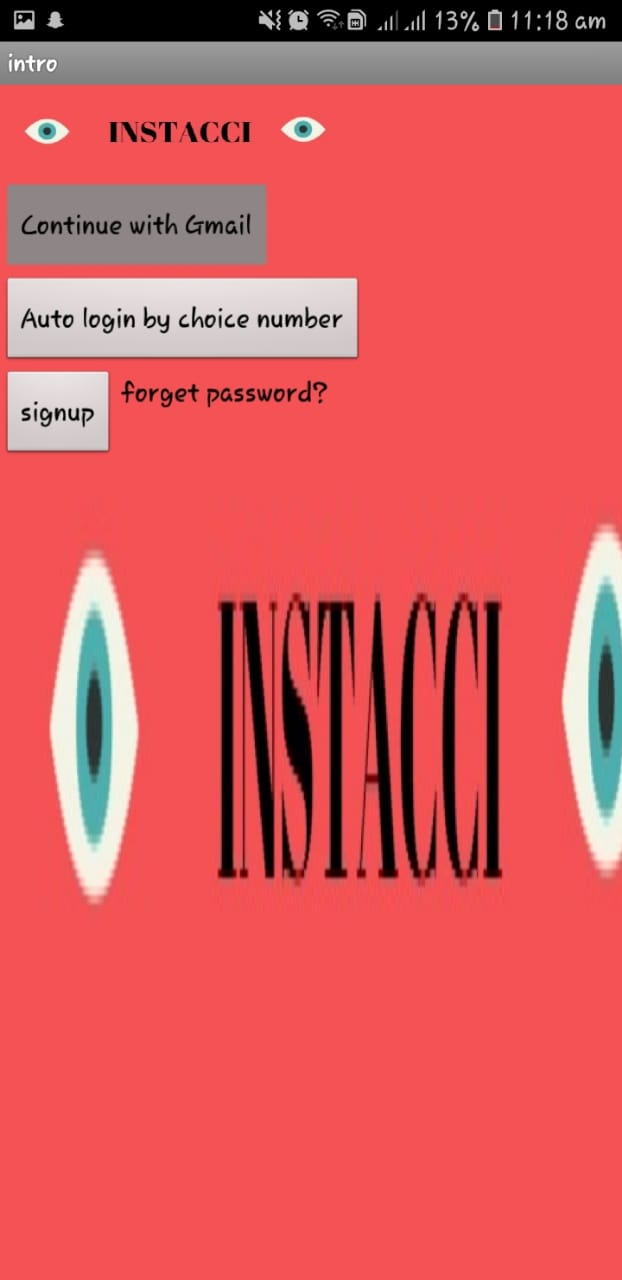 13% 11:18 am
intro
INSTACCI
Continue with Gmail
Auto login by choice number
signup forget password?
INSTACCI